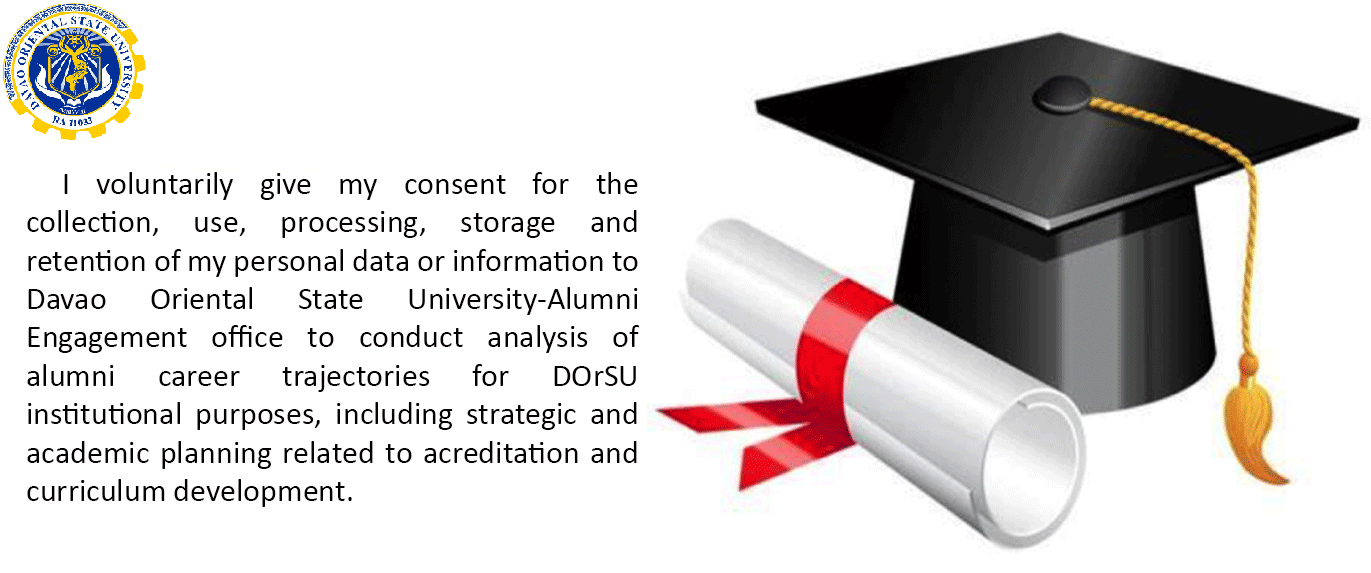 DAVAO ORIENTAL STATE UNIVERSITY
RA 11033
I voluntarily give my consent for the
collection, use, processing, storage and
retention of my personal data or information to
Davao Oriental State University-Alumni
Engagement office to conduct analysis of
alumni career trajectories for DOrSU
institutional purposes, including strategic and
academic planning related to acreditation and
curriculum development.